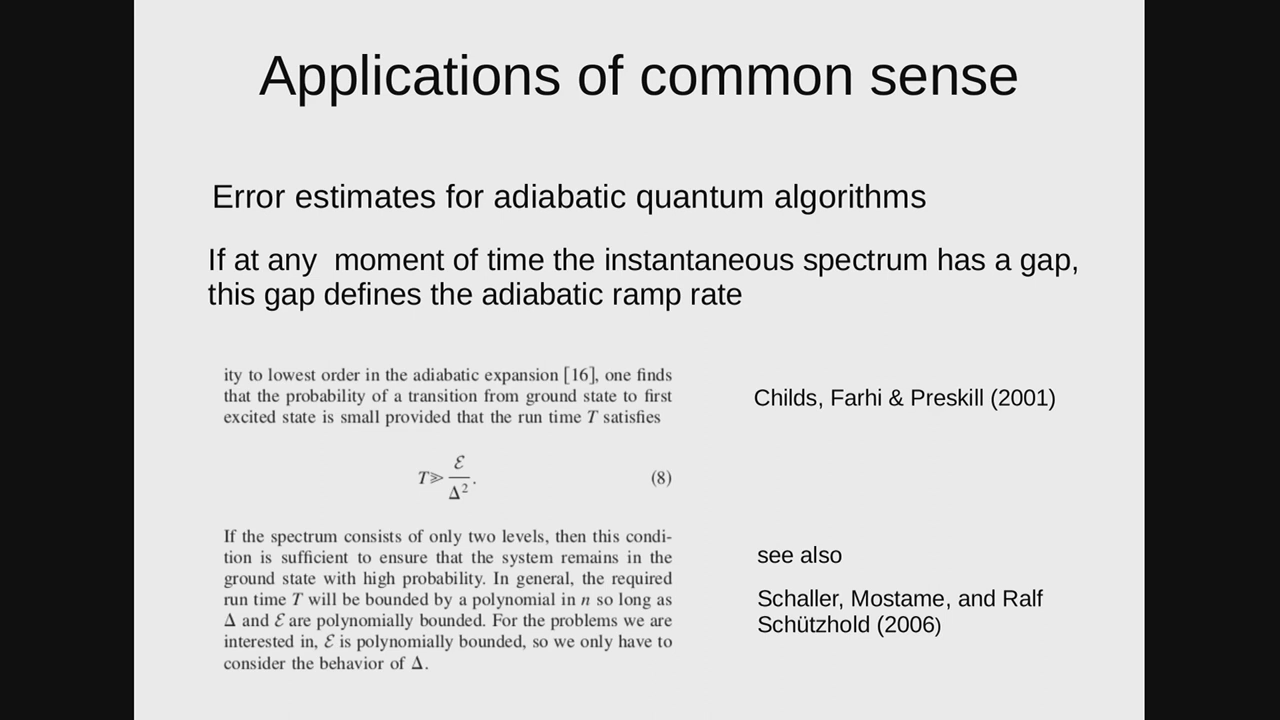 Applications of common sense
Error estimates for adiabatic quantum algorithms
If at any  moment of time the instantaneous spectrum has a gap,
this gap defines the adiabatic ramp rate
ity to lowest order in the adiabatic expansion [16], one finds
that the probability of a transition from ground state to first
excited state is small provided that the run time T satisfies
T≫ ℰ/Δ². (8)
If the spectrum consists of only two levels, then this condi-
tion is sufficient to ensure that the system remains in the
ground state with high probability. In general, the required
run time T will be bounded by a polynomial in n so long as
Δ and ℰ are polynomially bounded. For the problems we are
interested in, ℰ is polynomially bounded, so we only have to
consider the behavior of Δ.
Childs, Farhi & Preskill (2001)
see also
Schaller, Mostame, and Ralf
Schützhold (2006)